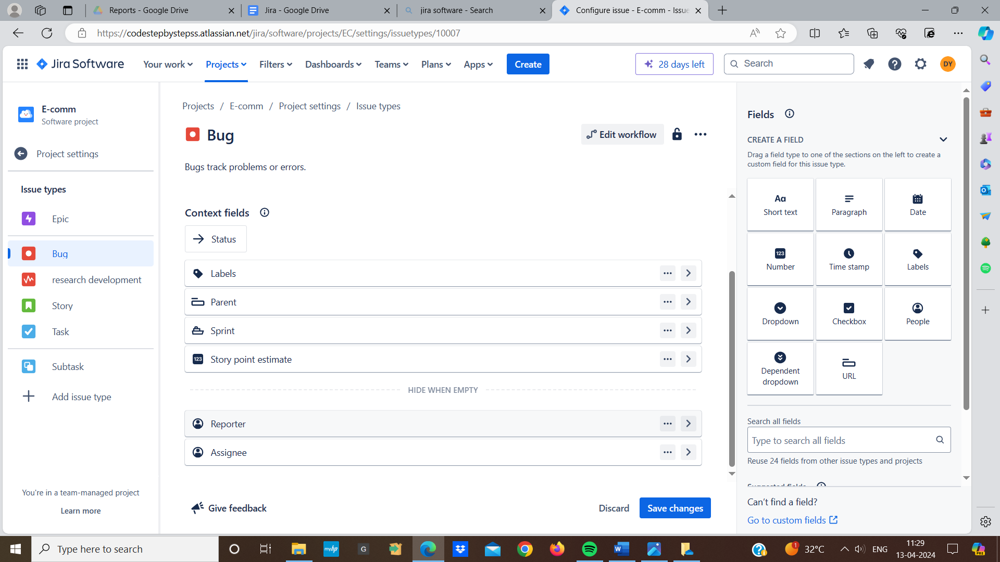 Reports - Google Drive
Jira - Google Drive
jira software - Search
Configure issue - E-comm - Issue
https://codestepbystepss.atlassian.net/jira/software/projects/EC/settings/issuetypes/10007
Jira Software
Your work
Projects
Filters
Dashboards
Teams
Plans
Apps
Create
28 days left
Search
DY
E-comm
Software project
Project settings
Issue types
Epic
Bug
research development
Story
Task
Subtask
Add issue type
You're in a team-managed project
Learn more
Projects / E-comm / Project settings / Issue types
Bug
Edit workflow
Bugs track problems or errors.
Context fields
Status
Labels
Parent
Sprint
123 Story point estimate
HIDE WHEN EMPTY
Reporter
Assignee
Give feedback
Discard
Save changes
Fields
CREATE A FIELD
Drag a field type to one of the sections on the left to create a
custom field for this issue type.
Aa
Short text
Paragraph
Date
123
Number
Time stamp
Labels
Dropdown
Checkbox
People
Dependent
dropdown
URL
Search all fields
Type to search all fields
Reuse 24 fields from other issue types and projects
Suggested fields
Can't find a field?
Go to custom fields
Type here to search
myhp
G
W
1
32°C
ENG
11:29
13-04-2024
PRE